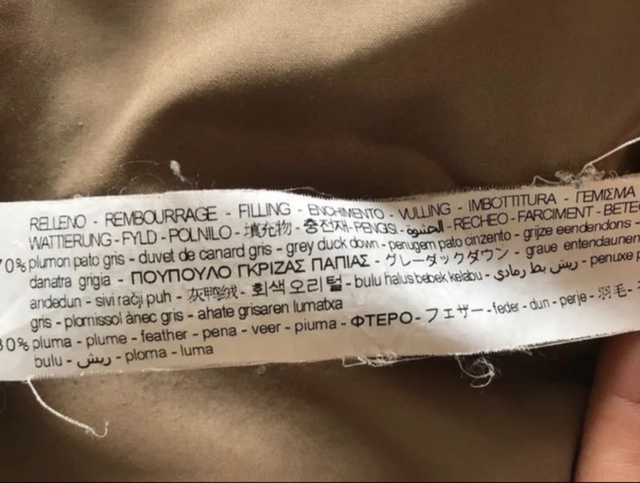 RELLENO - REMBOURRAGE - FILLING - ENCHIMENTO - VULLING - IMBOTTITURA - ΓΕΜΙΣΜΑ
WATTIERUNG - FYLD - POLNILO - 填充物 - 충전재 - PENGISI - الحشوة - RECHEO - FARCIMENT - BETEG
70% plumon pato gris - duvet de canard gris - grey duck down - penugem pato cinzento - grijze eendendons -
danatra grigia - ΠΟΥΠΟΥΛΟ ΓΚΡΙΖΑΣ ΠΑΠΙΑΣ - グレーダックダウン - graue entendaunen
andedun - sivi račji puh - 灰鸭绒 - 회색 오리 털 - bulu halus bebek kelabu - ريش بط رمادي - penuxe p
gris - plomissol ànec gris - ahate grisaren lumatxa
30% pluma - plume - feather - pena - veer - piuma - ΦΤΕΡΟ - フェザー - feder - dun - perje - 羽毛 -
bulu - ريش - ploma - luma